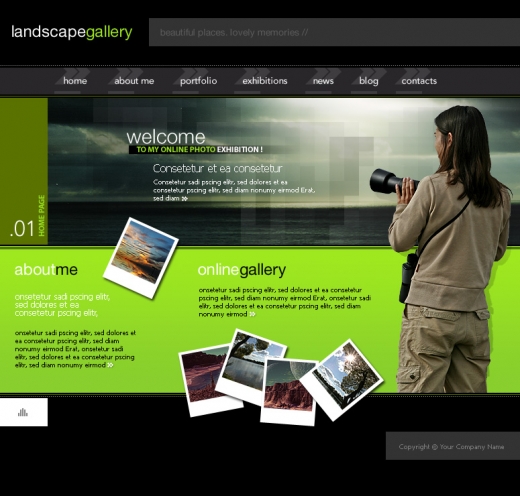 landscapegallery
beautiful places. lovely memories //
home about me portfolio exhibitions news blog contacts
welcome
TO MY ONLINE PHOTO EXHIBITION !
Consetetur et ea consetetur
Consetetur sadi pscing elitr, sed dolores et ea
consetetur pscing elitr, sed diam nonumy eirmod Erat,
sed diam
.01 HOME PAGE
aboutme
onsetetur sadi pscing elitr,
sed dolores et ea
consetetur pscing elitr,
onsetetur sadi pscing elitr, sed dolores et
ea consetetur pscing elitr, sed diam
nonumy eirmod Erat, onsetetur sadi
pscing elitr, sed dolores et ea consetetur
pscing elitr, sed diam nonumy eirmod
onlinegallery
onsetetur sadi pscing elitr, sed dolores et ea consetetur
pscing elitr, sed diam nonumy eirmod Erat, onsetetur sadi
pscing elitr, sed dolores et ea consetetur pscing elitr, sed diam
nonumy eirmod
Copyright © Your Company Name